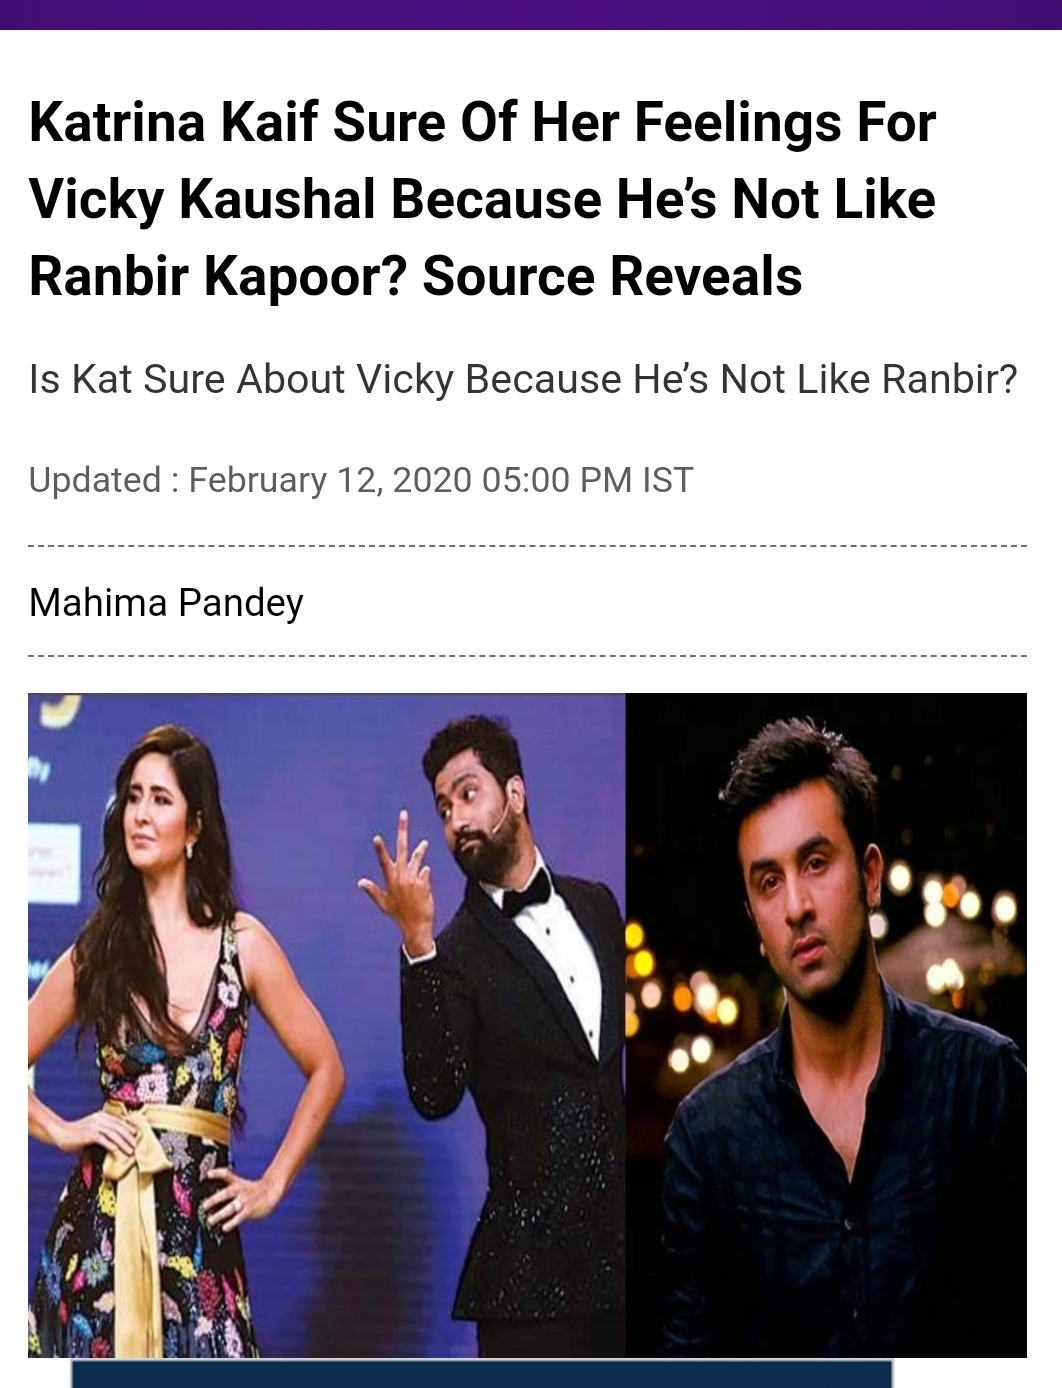 Katrina Kaif Sure Of Her Feelings For
Vicky Kaushal Because He’s Not Like
Ranbir Kapoor? Source Reveals
Is Kat Sure About Vicky Because He’s Not Like Ranbir?
Updated : February 12, 2020 05:00 PM IST
Mahima Pandey